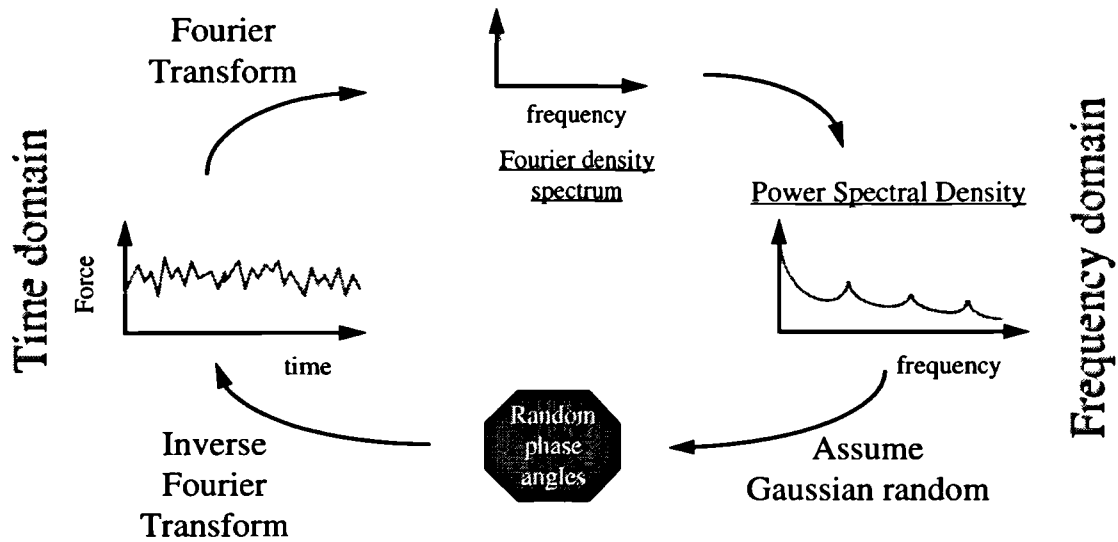 Fourier
Transform
frequency
Fourier density
spectrum
Power Spectral Density
Time domain
Force
time
Frequency domain
frequency
Random
phase
angles
Inverse
Fourier
Transform
Assume
Gaussian random